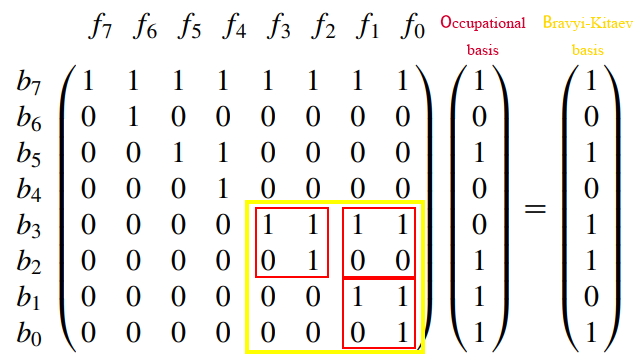 f₇ f₆ f₅ f₄ f₃ f₂ f₁ f₀ Occupational basis Bravyi-Kitaev basis
b₇ 1 1 1 1 1 1 1 1 1 1
b₆ 0 1 0 0 0 0 0 0 0 0
b₅ 0 0 1 1 0 0 0 0 1 1
b₄ 0 0 0 1 0 0 0 0 0 = 0
b₃ 0 0 0 0 1 1 1 1 0 1
b₂ 0 0 0 0 0 1 0 0 1 1
b₁ 0 0 0 0 0 0 1 1 1 0
b₀ 0 0 0 0 0 0 0 1 1 1